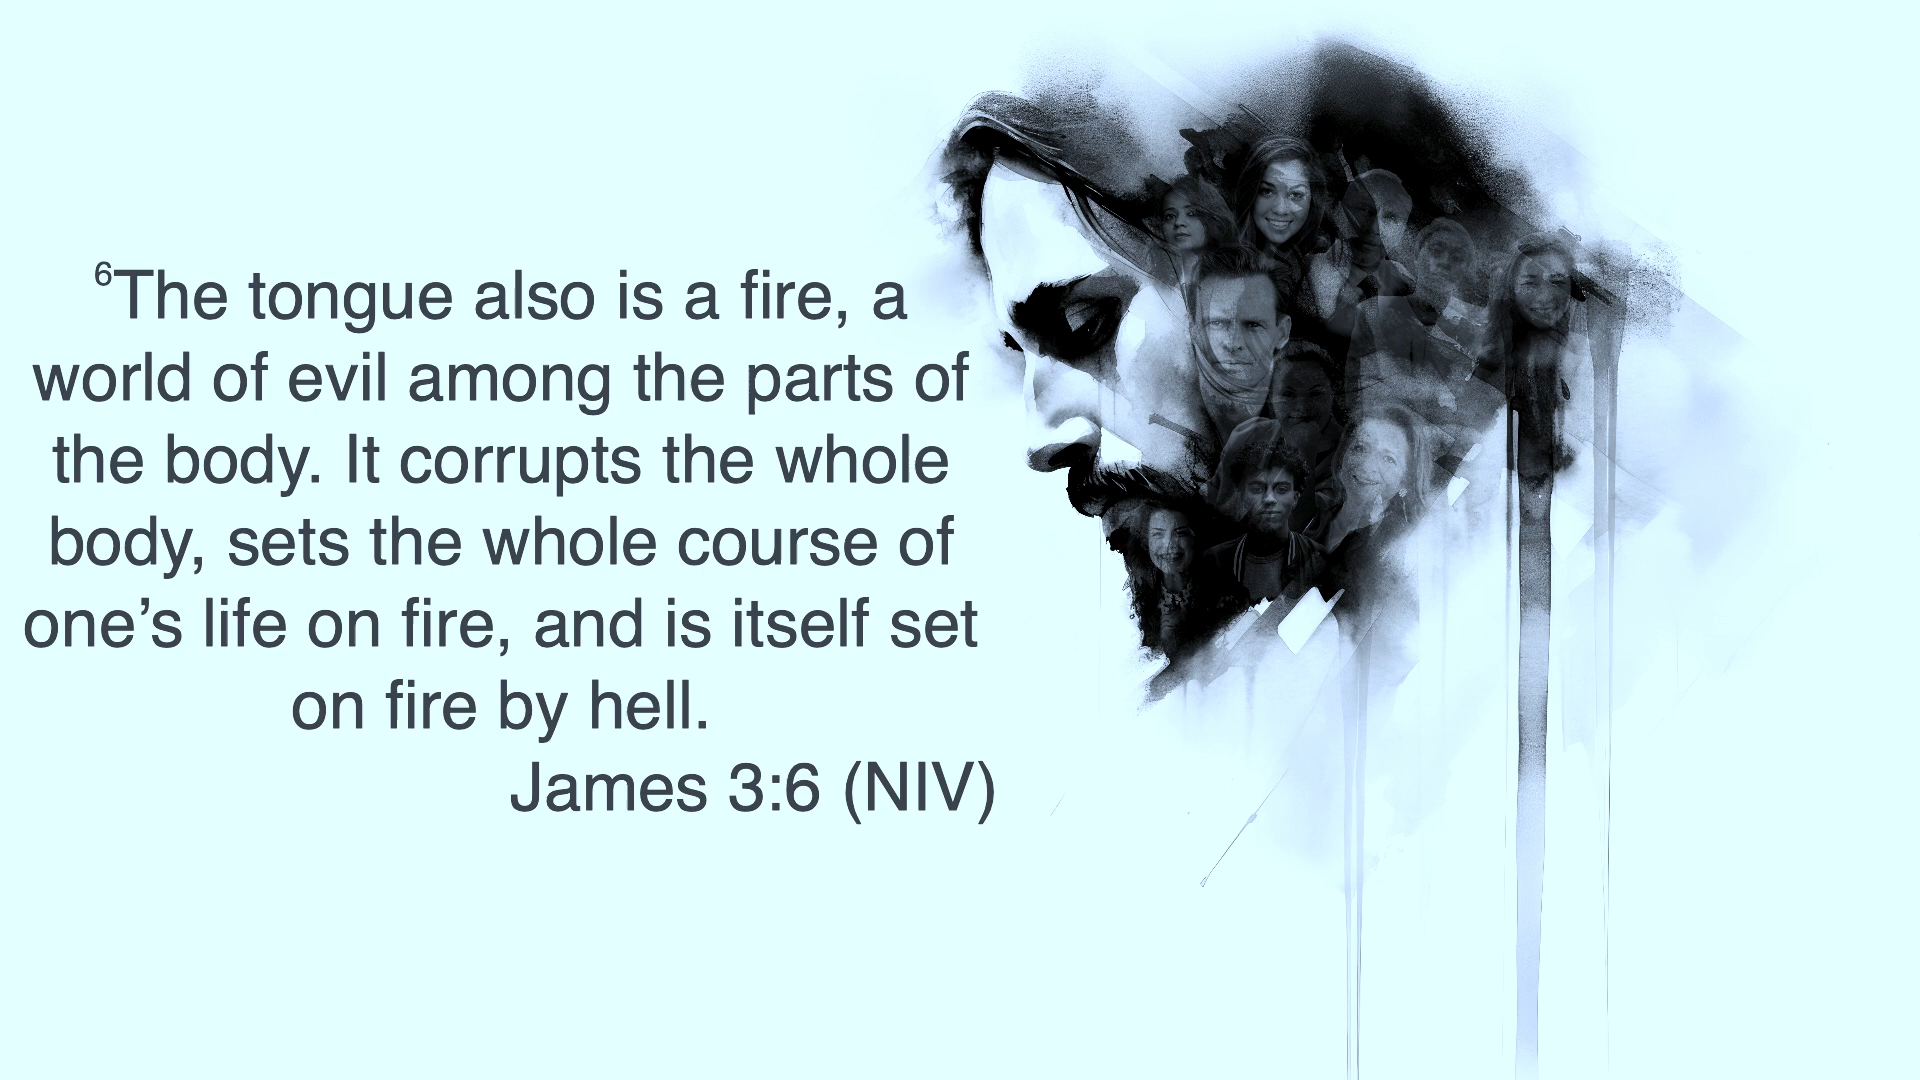 ⁶The tongue also is a fire, a
world of evil among the parts of
the body. It corrupts the whole
body, sets the whole course of
one’s life on fire, and is itself set
on fire by hell.
James 3:6 (NIV)